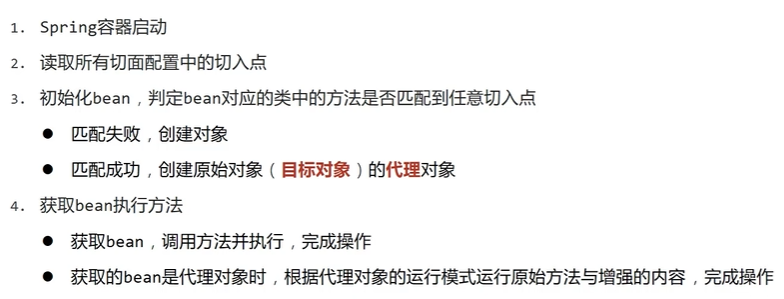 1. Spring容器启动
2. 读取所有切面配置中的切入点
3. 初始化bean，判定bean对应的类中的方法是否匹配到任意切入点
● 匹配失败，创建对象
● 匹配成功，创建原始对象（目标对象）的代理对象
4. 获取bean执行方法
● 获取bean，调用方法并执行，完成操作
● 获取的bean是代理对象时，根据代理对象的运行模式运行原始方法与增强的内容，完成操作